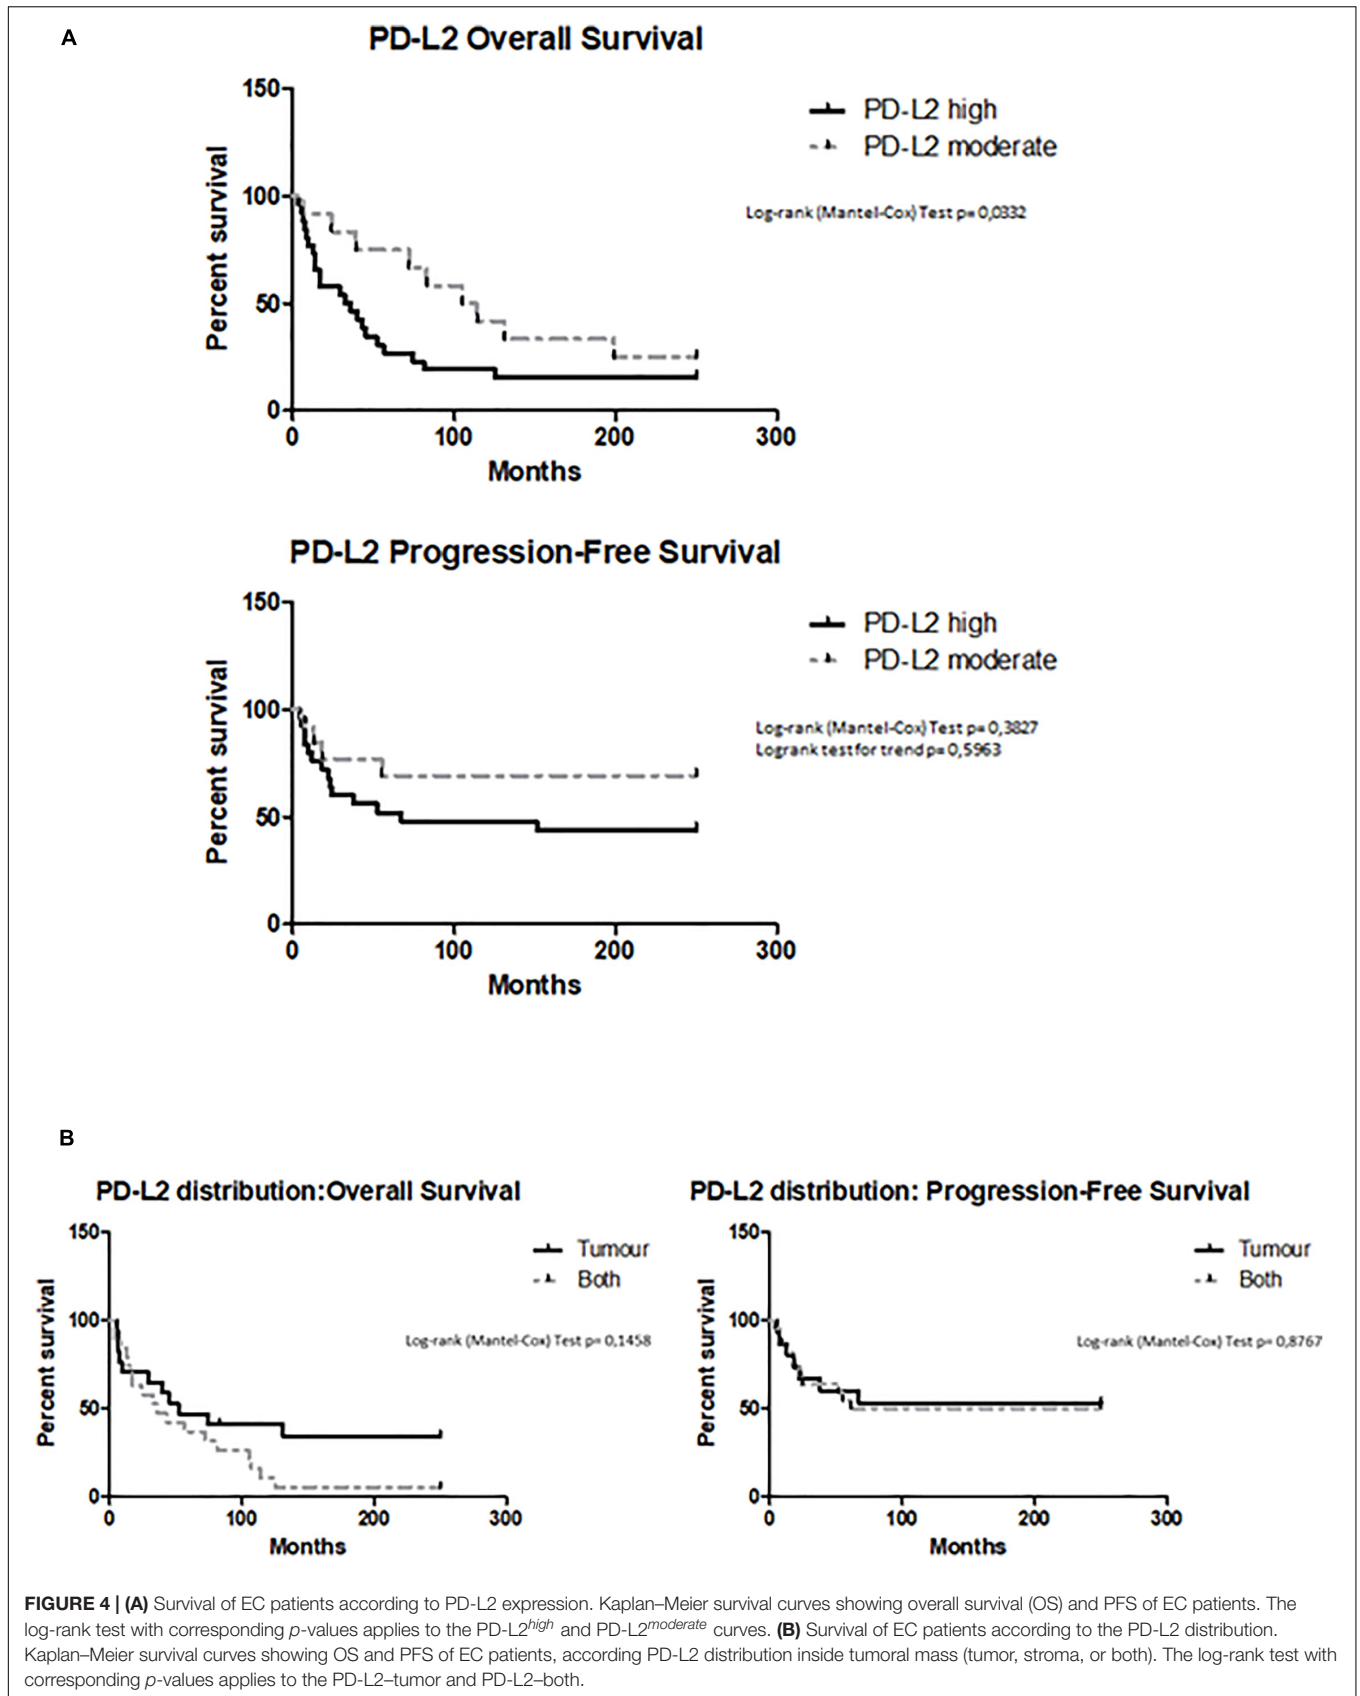 A
PD-L2 Overall Survival
150
100
50
0
Percent survival
0 100 200 300
Months
PD-L2 high
PD-L2 moderate
Log-rank (Mantel-Cox) Test p= 0,0332
PD-L2 Progression-Free Survival
150
100
50
0
Percent survival
0 100 200 300
Months
PD-L2 high
PD-L2 moderate
Log-rank (Mantel-Cox) Test p= 0,3827
Logrank test for trend p= 0,5963
B
PD-L2 distribution:Overall Survival
150
100
50
0
Percent survival
0 100 200 300
Months
Tumour
Both
Log-rank (Mantel-Cox) Test p= 0,1458
PD-L2 distribution: Progression-Free Survival
150
100
50
0
Percent survival
0 100 200 300
Months
Tumour
Both
Log-rank (Mantel-Cox) Test p= 0,8767
FIGURE 4 | (A) Survival of EC patients according to PD-L2 expression. Kaplan–Meier survival curves showing overall survival (OS) and PFS of EC patients. The
log-rank test with corresponding p-values applies to the PD-L2high and PD-L2moderate curves. (B) Survival of EC patients according to the PD-L2 distribution.
Kaplan–Meier survival curves showing OS and PFS of EC patients, according PD-L2 distribution inside tumoral mass (tumor, stroma, or both). The log-rank test with
corresponding p-values applies to the PD-L2–tumor and PD-L2–both.